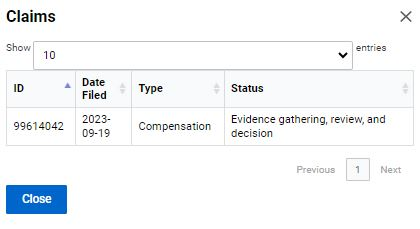 Claims
Show 10 entries
ID Date Filed Type Status
99614042 2023-09-19 Compensation Evidence gathering, review, and decision
Previous 1 Next
Close